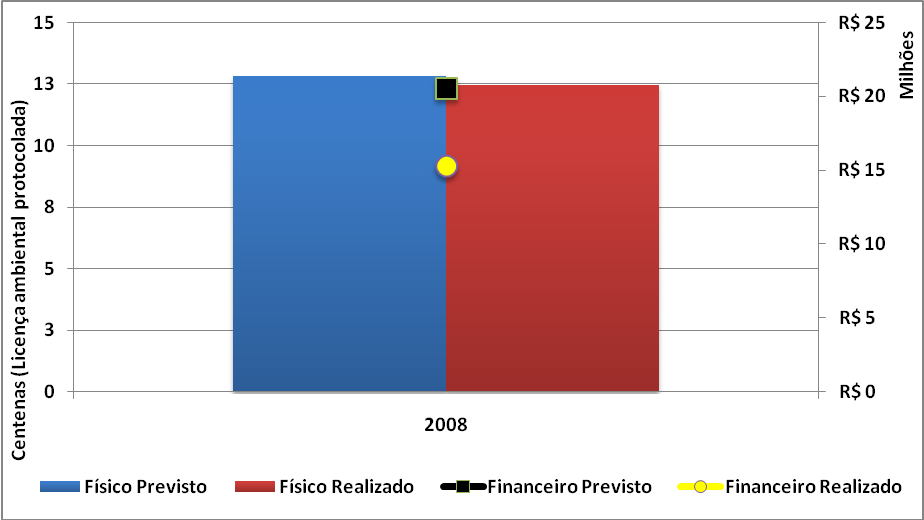 15
13
10
8
5
3
0
Centenas (Licença ambiental protocolada)
R$ 25
R$ 20
R$ 15
R$ 10
R$ 5
R$ 0
Milhões
2008
Físico Previsto
Físico Realizado
Financeiro Previsto
Financeiro Realizado